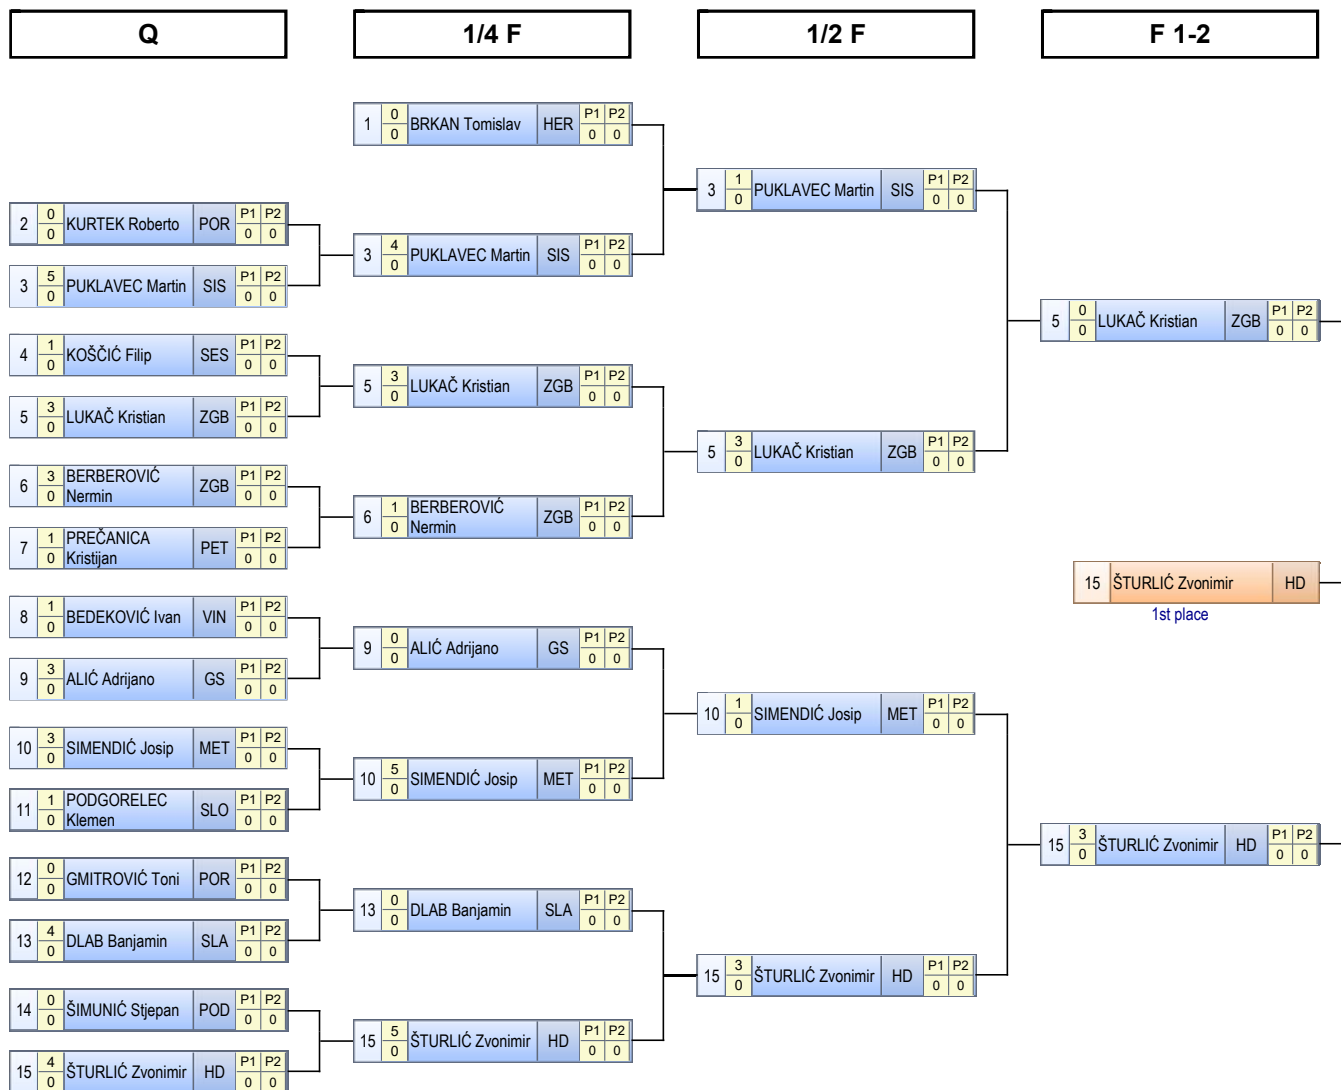 Q
1/4 F
1/2 F
F 1-2
2 0 0 KURTEK Roberto POR P1 P2 0 0
3 5 0 PUKLAVEC Martin SIS P1 P2 0 0
4 1 0 KOŠČIĆ Filip SES P1 P2 0 0
5 3 0 LUKAČ Kristian ZGB P1 P2 0 0
6 3 0 BERBEROVIĆ Nermin ZGB P1 P2 0 0
7 1 0 PREČANICA Kristijan PET P1 P2 0 0
8 1 0 BEDEKOVIĆ Ivan VIN P1 P2 0 0
9 3 0 ALIĆ Adrijano GS P1 P2 0 0
10 3 0 SIMENDIĆ Josip MET P1 P2 0 0
11 1 0 PODGORELEC Klemen SLO P1 P2 0 0
12 0 0 GMITROVIĆ Toni POR P1 P2 0 0
13 4 0 DLAB Banjamin SLA P1 P2 0 0
14 0 0 ŠIMUNIĆ Stjepan POD P1 P2 0 0
15 4 0 ŠTURLIĆ Zvonimir HD P1 P2 0 0
1 0 0 BRKAN Tomislav HER P1 P2 0 0
3 4 0 PUKLAVEC Martin SIS P1 P2 0 0
5 3 0 LUKAČ Kristian ZGB P1 P2 0 0
6 1 0 BERBEROVIĆ Nermin ZGB P1 P2 0 0
9 0 0 ALIĆ Adrijano GS P1 P2 0 0
10 5 0 SIMENDIĆ Josip MET P1 P2 0 0
13 0 0 DLAB Banjamin SLA P1 P2 0 0
15 5 0 ŠTURLIĆ Zvonimir HD P1 P2 0 0
3 1 0 PUKLAVEC Martin SIS P1 P2 0 0
5 3 0 LUKAČ Kristian ZGB P1 P2 0 0
10 1 0 SIMENDIĆ Josip MET P1 P2 0 0
15 3 0 ŠTURLIĆ Zvonimir HD P1 P2 0 0
5 0 0 LUKAČ Kristian ZGB P1 P2 0 0
15 ŠTURLIĆ Zvonimir HD
1st place
15 3 0 ŠTURLIĆ Zvonimir HD P1 P2 0 0